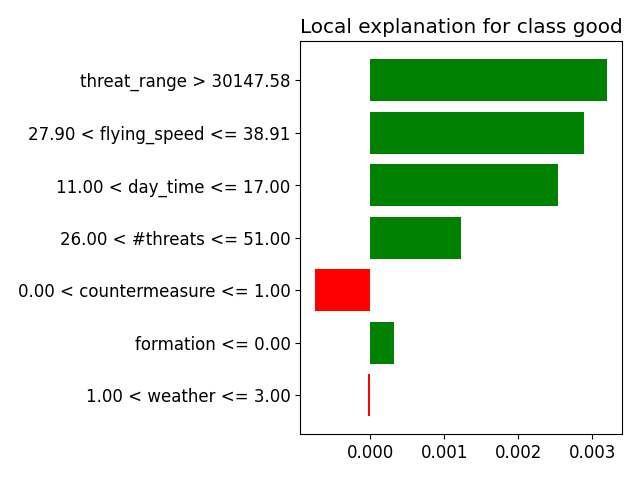 Local explanation for class good
threat_range > 30147.58
27.90 < flying_speed <= 38.91
11.00 < day_time <= 17.00
26.00 < #threats <= 51.00
0.00 < countermeasure <= 1.00
formation <= 0.00
1.00 < weather <= 3.00
0.000 0.001 0.002 0.003